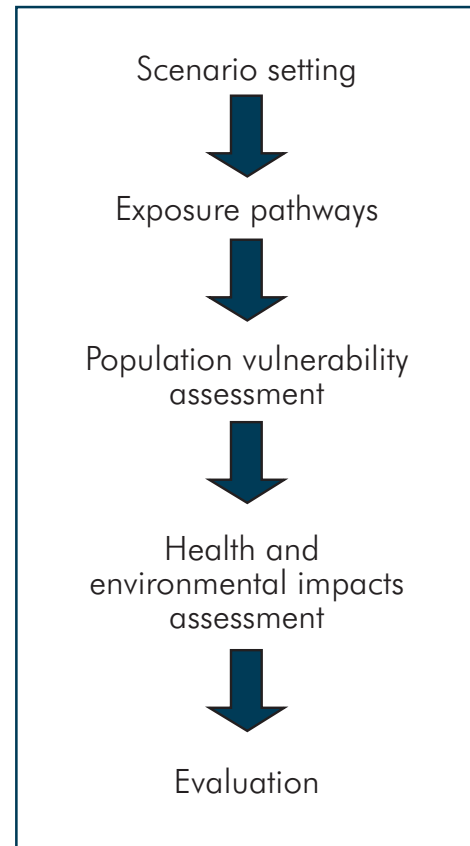 Scenario setting
Exposure pathways
Population vulnerability
assessment
Health and
environmental impacts
assessment
Evaluation